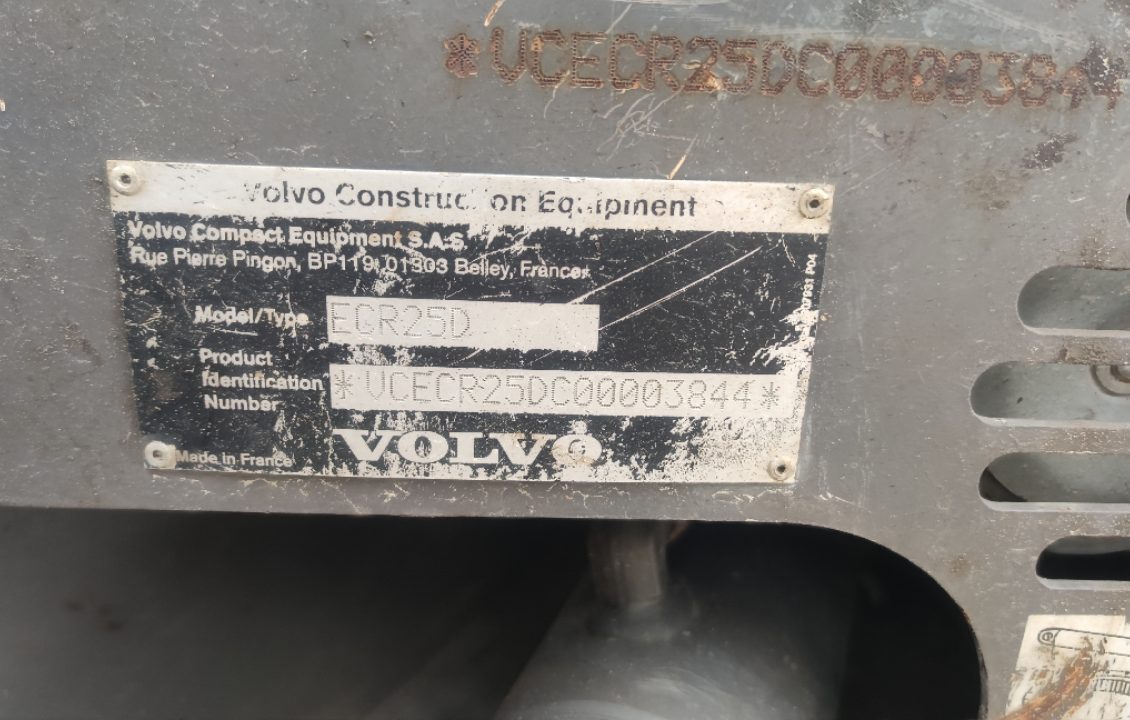 *VCECR25DC00003844
Volvo Construction Equipment
Volvo Compact Equipment S.A.S.
Rue Pierre Pingon, BP119, 01303 Belley, France
Model/Type ECR25D
Product
Identification
Number *VCECR25DC00003844*
VOLVO
Made in France